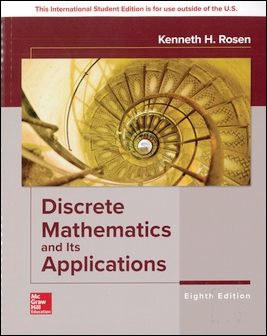 This International Student Edition is for use outside of the U.S.
Kenneth H. Rosen
Discrete
Mathematics
and Its
Applications
Eighth Edition
Mc
Graw
Hill
Education